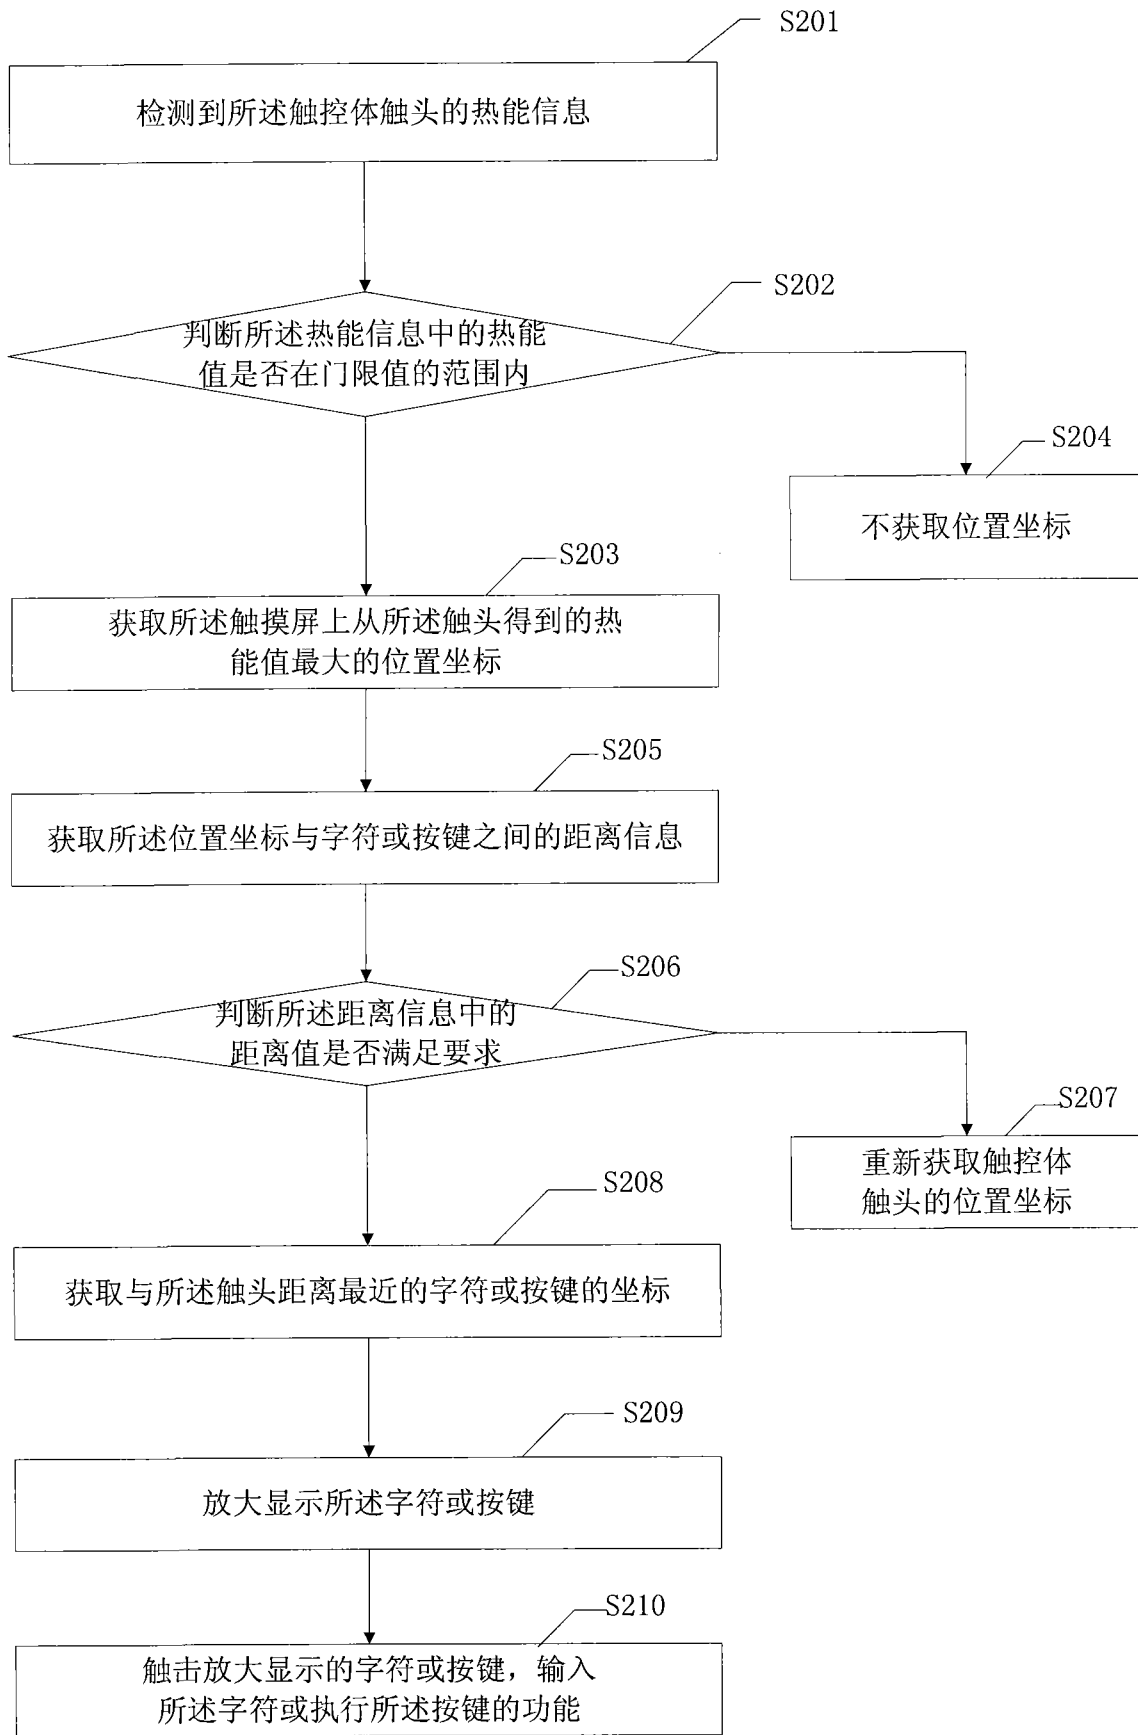 S201
检测到所述触控体触头的热能信息
S202
判断所述热能信息中的热能
值是否在门限值的范围内
S204
不获取位置坐标
S203
获取所述触摸屏上从所述触头得到的热
能值最大的位置坐标
S205
获取所述位置坐标与字符或按键之间的距离信息
S206
判断所述距离信息中的
距离值是否满足要求
S207
重新获取触控体
触头的位置坐标
S208
获取与所述触头距离最近的字符或按键的坐标
S209
放大显示所述字符或按键
S210
触击放大显示的字符或按键，输入
所述字符或执行所述按键的功能